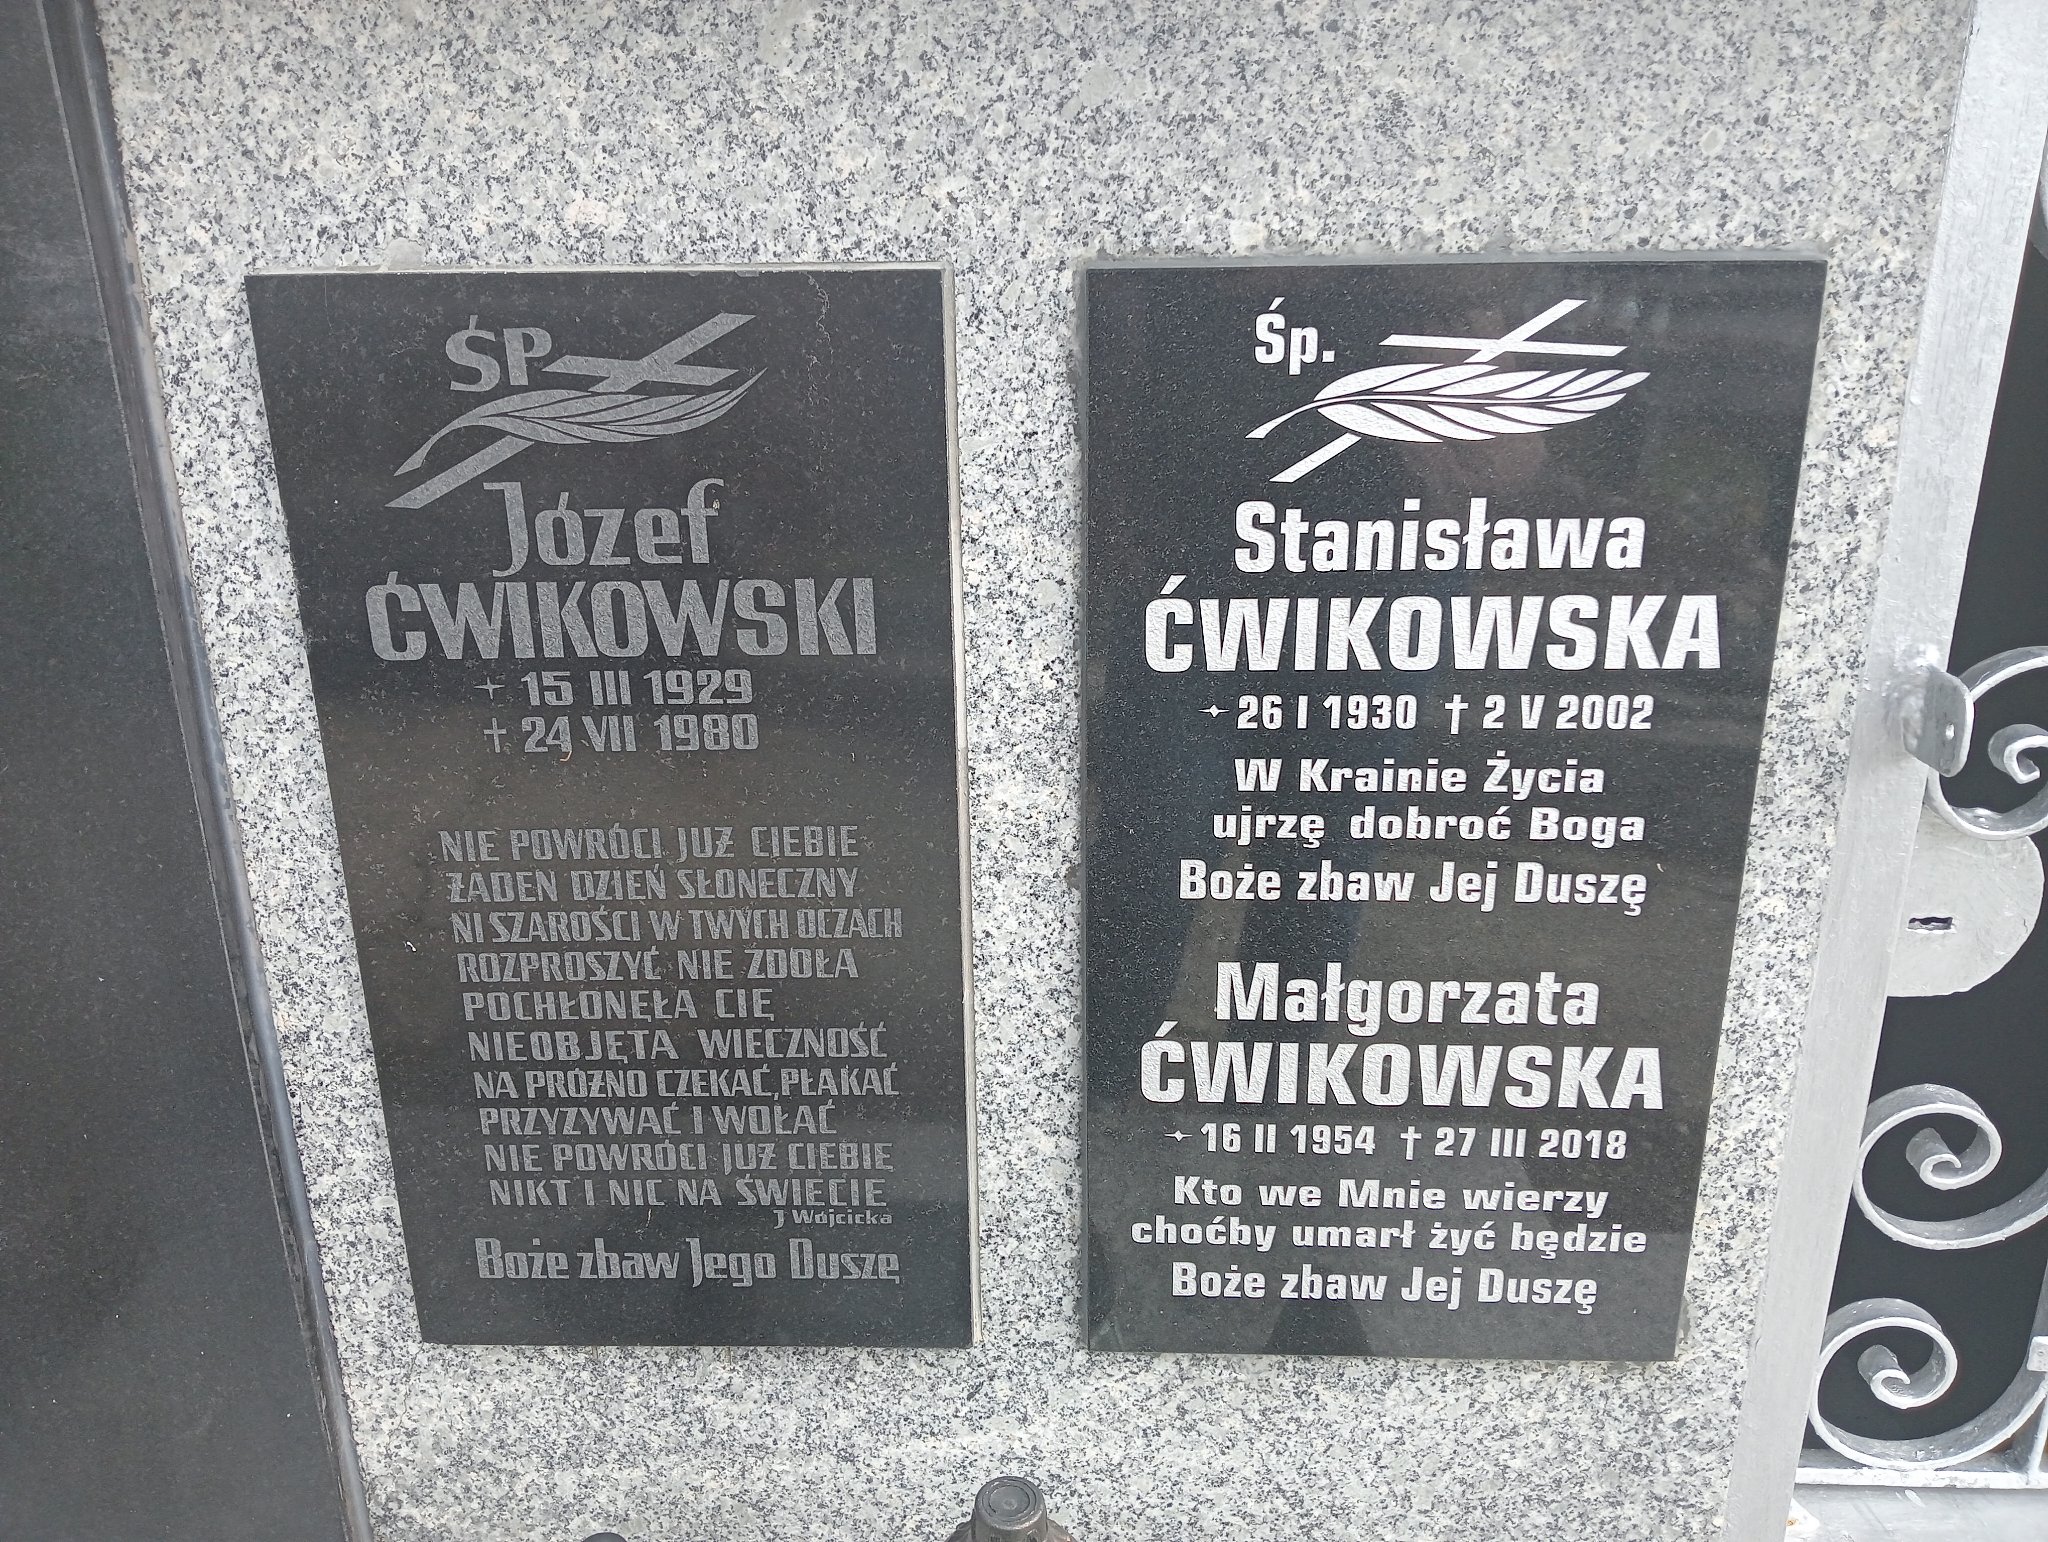 ŚP
Józef
ĆWIKOWSKI
15 III 1929
† 24 VII 1980
NIE POWRÓCI JUŻ CIEBIE
ŻADEN DZIEŃ SŁONECZNY
NI SZAROŚCI W TWYCH OCZACH
ROZPROSZYĆ NIE ZDOŁA
POCHŁONĘŁA CIĘ
NIEOBJĘTA WIECZNOŚĆ
NA PRÓŻNO CZEKAĆ, PŁAKAĆ
PRZYZYWAĆ I WOŁAĆ
NIE POWRÓCI JUŻ CIEBIE
NIKT I NIC NA ŚWIECIE
J Wójcicka
Boże zbaw Jego Duszę
Śp.
Stanisława
ĆWIKOWSKA
26 I 1930 † 2 V 2002
W Krainie Życia
ujrzę dobroć Boga
Boże zbaw Jej Duszę
Małgorzata
ĆWIKOWSKA
16 II 1954 † 27 III 2018
Kto we Mnie wierzy
choćby umarł żyć będzie
Boże zbaw Jej Duszę